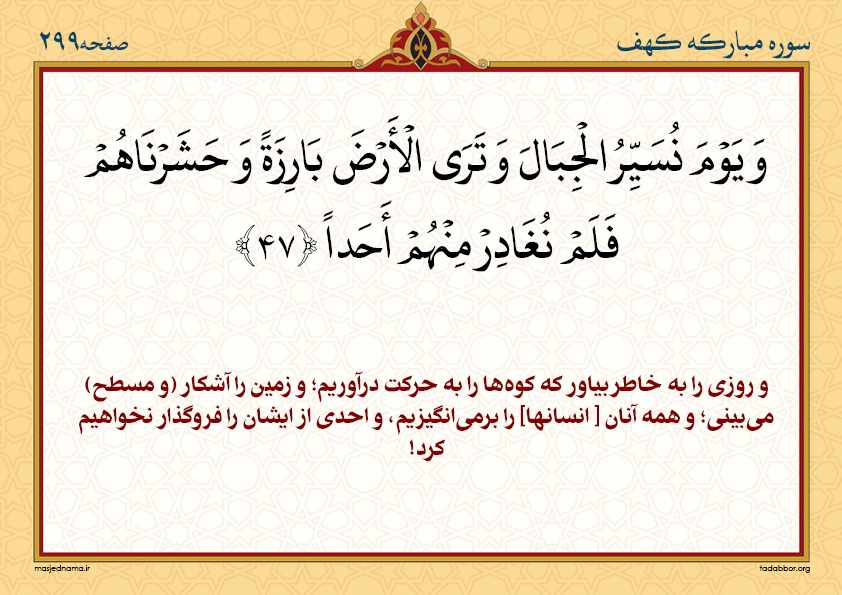 سوره مبارکه کهف
صفحه۲۹۹
وَ يَوْمَ نُسَيِّرُ الْجِبَالَ وَ تَرَى الْأَرْضَ بَارِزَةً وَ حَشَرْنَاهُمْ
فَلَمْ نُغَادِرْ مِنْهُمْ أَحَداً ﴿۴۷﴾
و روزی را به خاطر بیاور که کوه‌ها را به حرکت درآوریم؛ و زمین را آشکار (و مسطح)
می‌بینی؛ و همه آنان [ انسانها] را برمی‌انگیزیم، و احدی از ایشان را فروگذار نخواهیم
کرد!
masjednama.ir
tadabbor.org